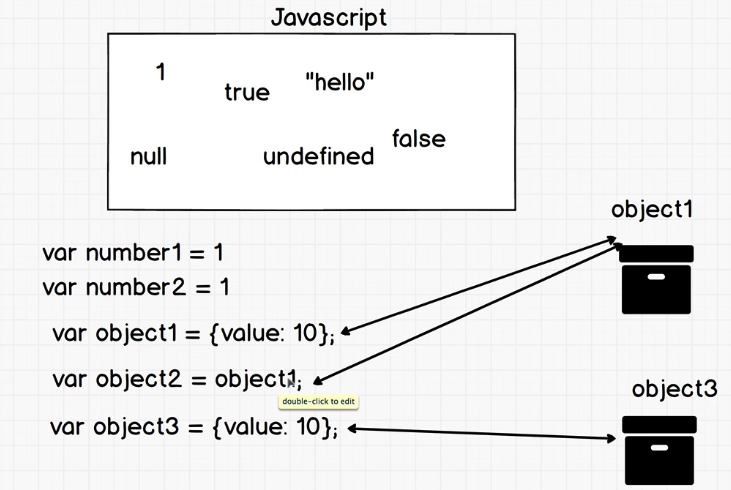 Javascript
1
true
"hello"
null
undefined
false
object1
var number1 = 1
var number2 = 1
var object1 = {value: 10};
var object2 = object1;
double-click to edit
object3
var object3 = {value: 10};